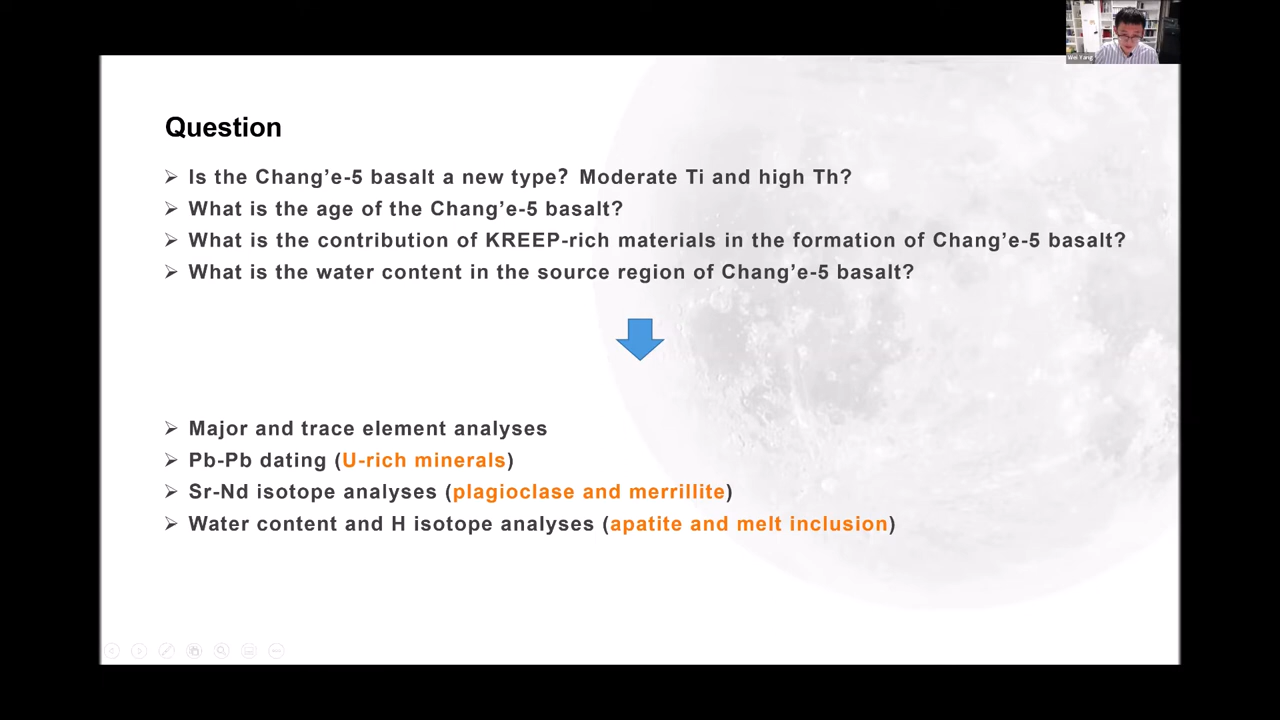 Wei Yang
Question
➢ Is the Chang’e-5 basalt a new type? Moderate Ti and high Th?
➢ What is the age of the Chang’e-5 basalt?
➢ What is the contribution of KREEP-rich materials in the formation of Chang’e-5 basalt?
➢ What is the water content in the source region of Chang’e-5 basalt?
➢ Major and trace element analyses
➢ Pb-Pb dating (U-rich minerals)
➢ Sr-Nd isotope analyses (plagioclase and merrillite)
➢ Water content and H isotope analyses (apatite and melt inclusion)